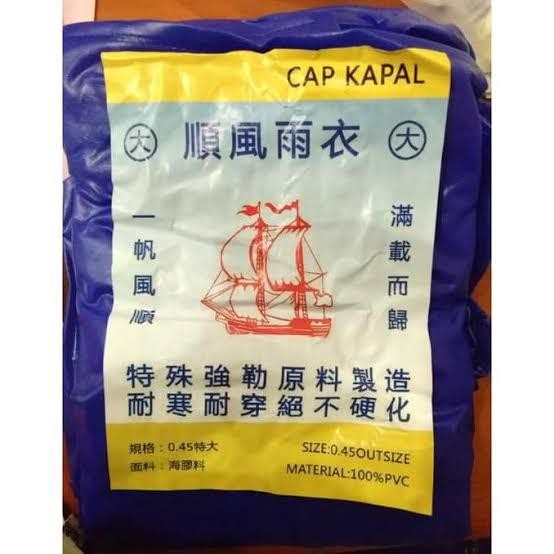 CAP KAPAL
大 順風雨衣 大
一帆風順
滿載而歸
特殊強勒原料製造
耐寒耐穿絕不硬化
規格：0.45特大
面料：海膠料
SIZE:0.45OUTSIZE
MATERIAL:100%PVC